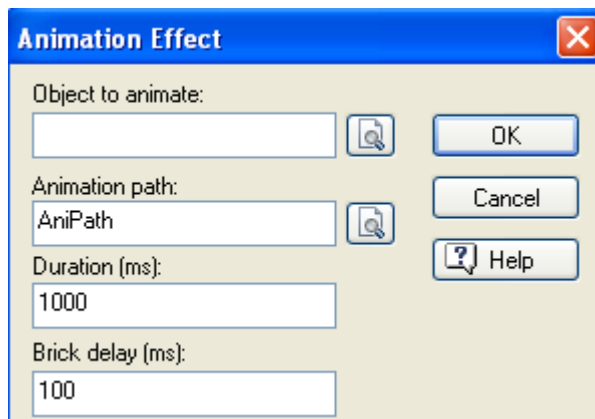 Animation Effect
Object to animate:
OK
Animation path:
AniPath
Cancel
Duration (ms):
? Help
1000
Brick delay (ms):
100